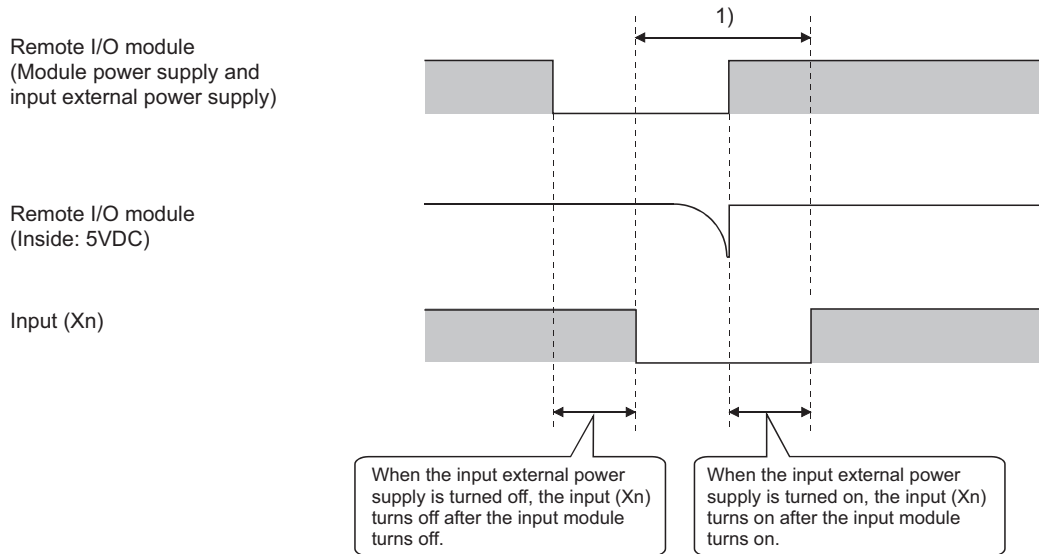 1)
Remote I/O module
(Module power supply and
input external power supply)
Remote I/O module
(Inside: 5VDC)
Input (Xn)
When the input external power
supply is turned off, the input (Xn)
turns off after the input module
turns off.
When the input external power
supply is turned on, the input (Xn)
turns on after the input module
turns on.